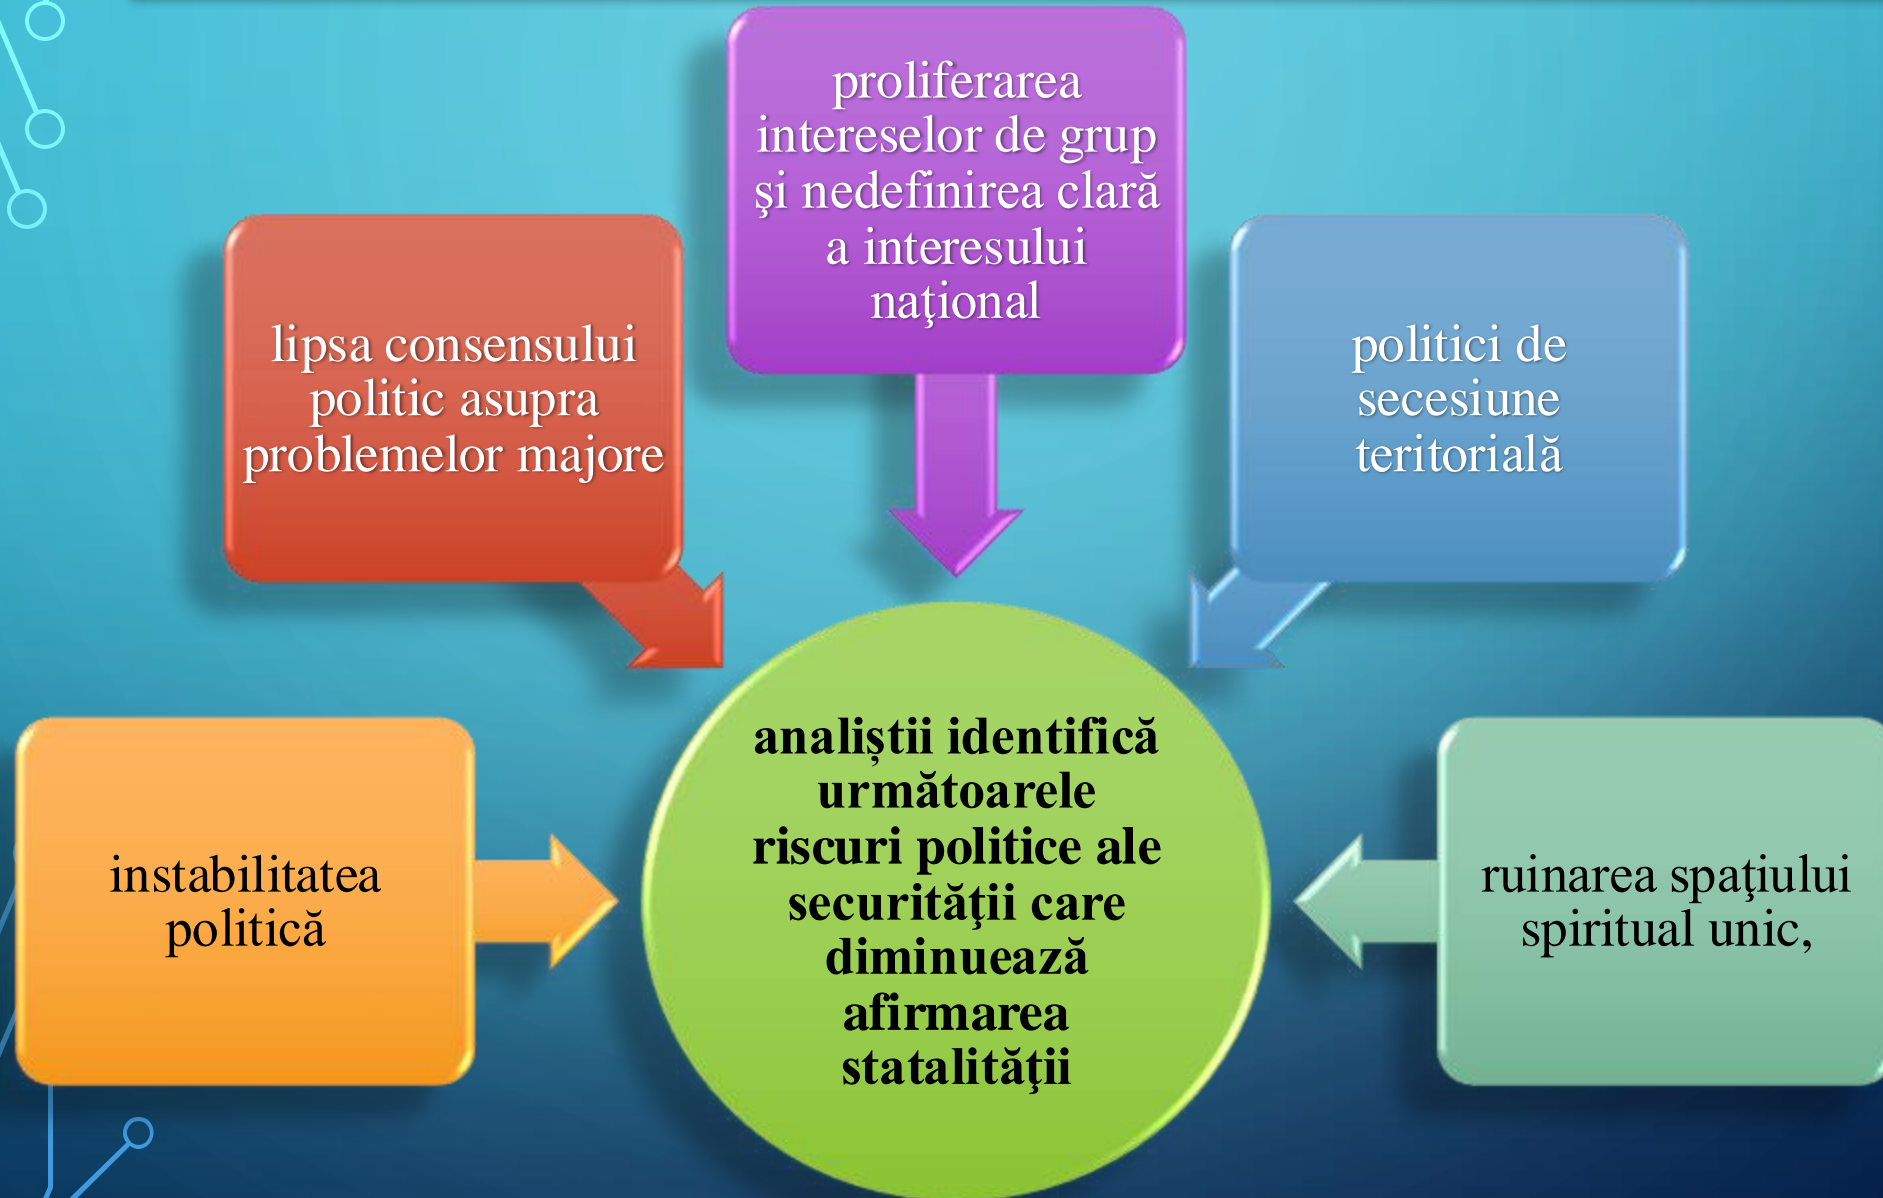 proliferarea
intereselor de grup
şi nedefinirea clară
a interesului
naţional
lipsa consensului
politic asupra
problemelor majore
politici de
secesiune
teritorială
instabilitatea
politică
analiștii identifică
următoarele
riscuri politice ale
securităţii care
diminuează
afirmarea
statalităţii
ruinarea spaţiului
spiritual unic,